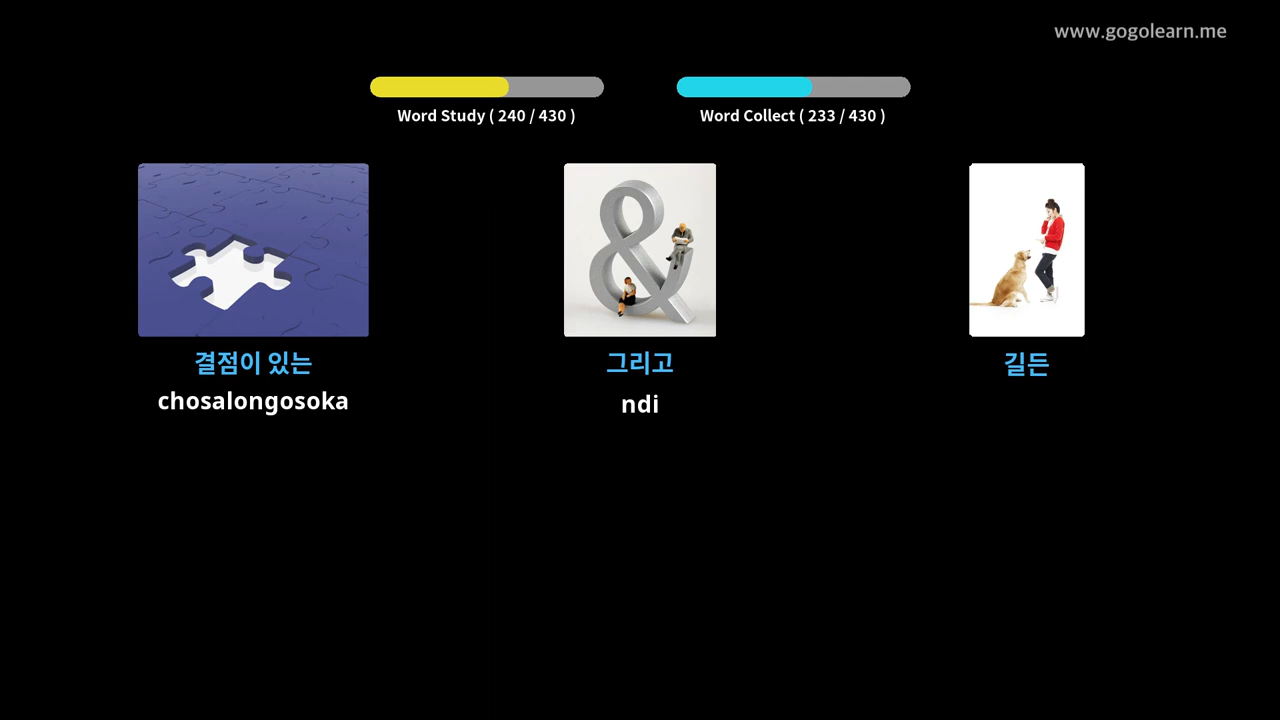 www.gogolearn.me
Word Study ( 240 / 430 )
Word Collect ( 233 / 430 )
결점이 있는
chosalongosoka
그리고
ndi
길든